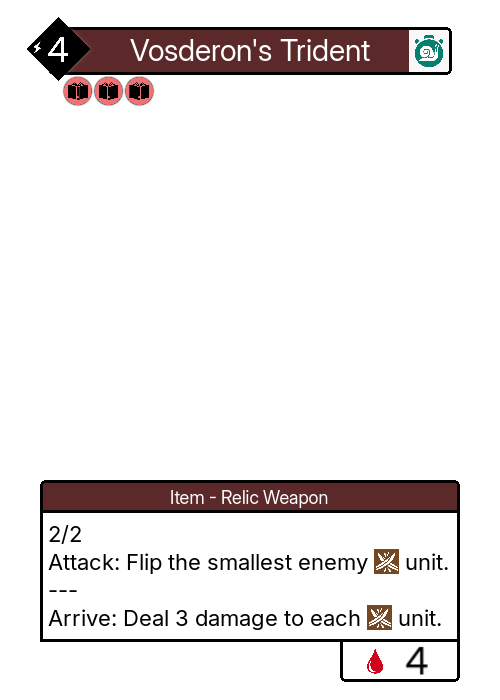 4
Vosderon's Trident
Item - Relic Weapon
2/2
Attack: Flip the smallest enemy unit.
---
Arrive: Deal 3 damage to each unit.
4